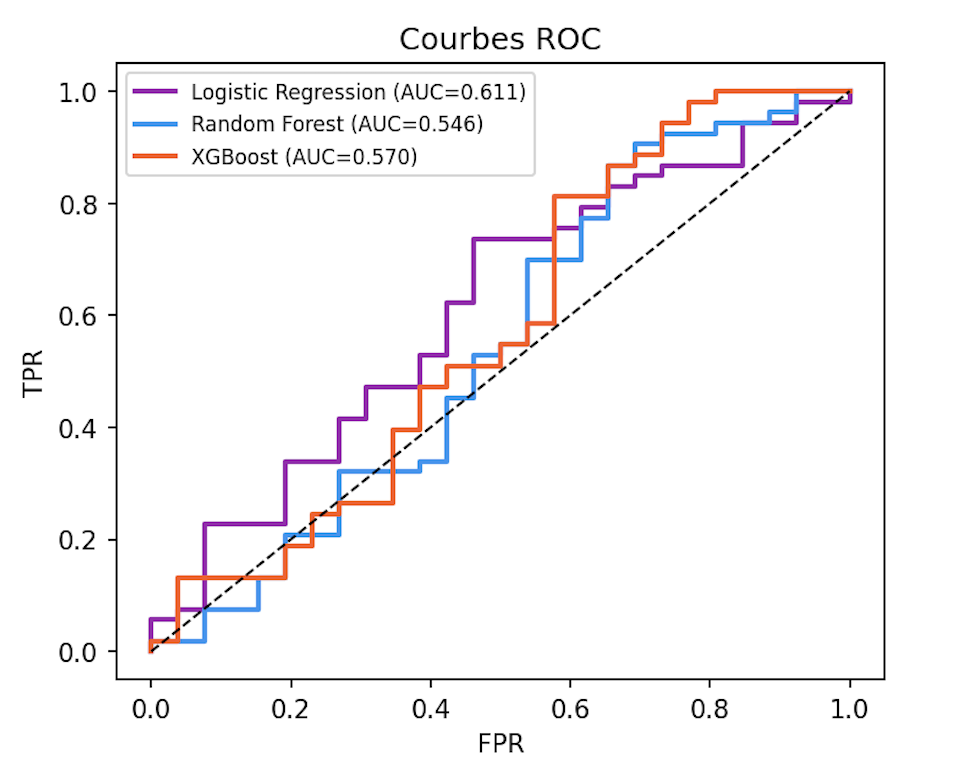 Courbes ROC
Logistic Regression (AUC=0.611)
Random Forest (AUC=0.546)
XGBoost (AUC=0.570)
1.0
0.8
0.6
0.4
0.2
0.0
TPR
0.0 0.2 0.4 0.6 0.8 1.0
FPR